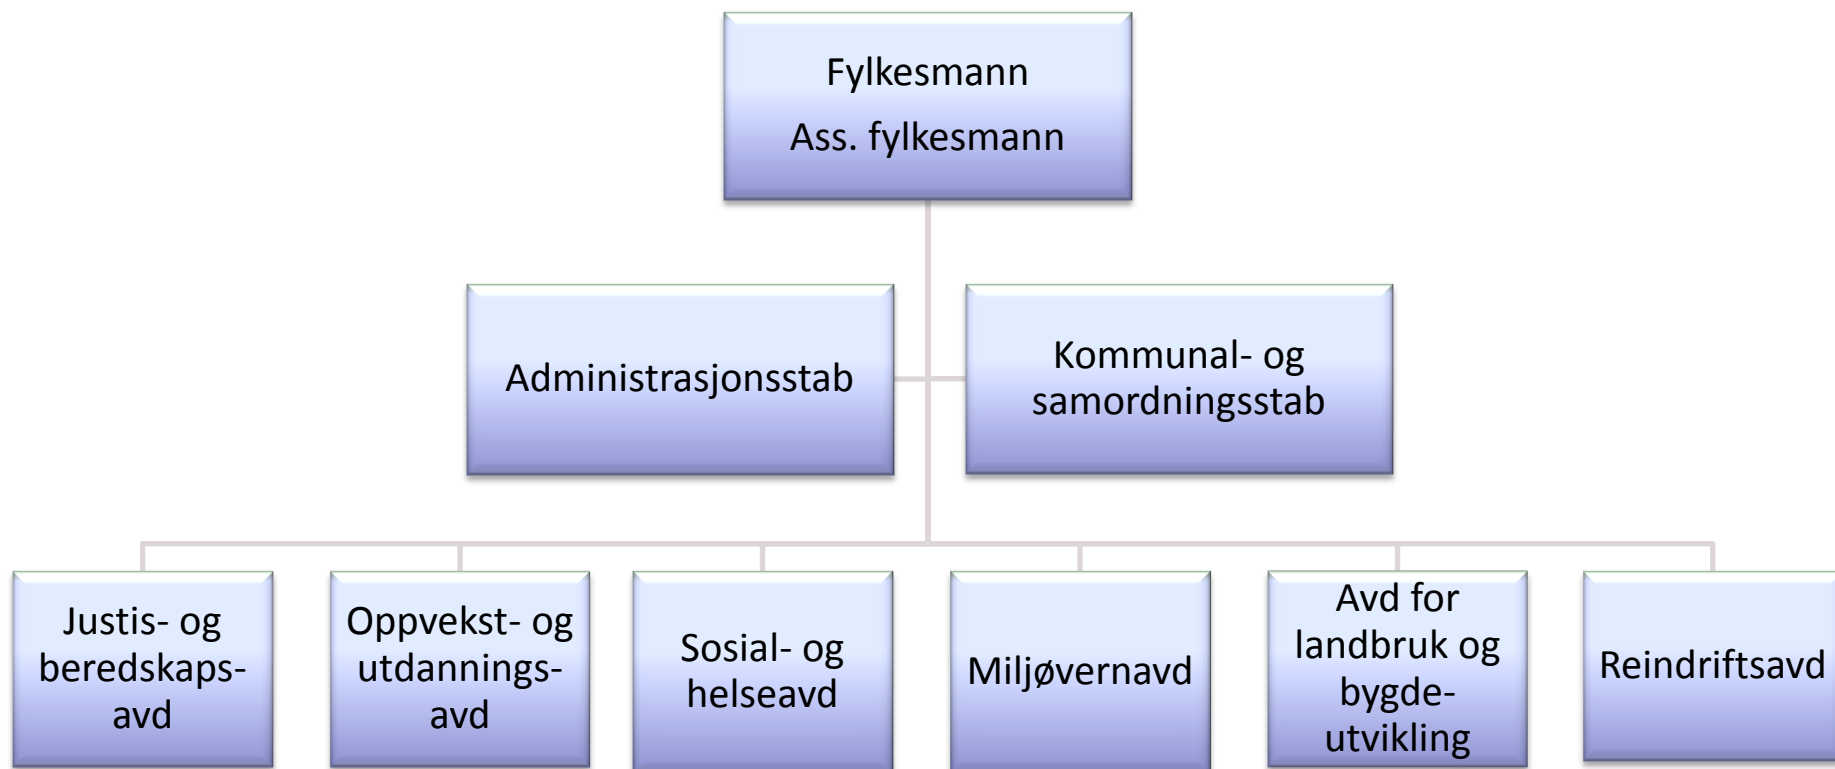 Fylkesmann
Ass. fylkesmann
Administrasjonsstab
Kommunal- og
samordningsstab
Justis- og
beredskaps-
avd
Oppvekst- og
utdannings-
avd
Sosial- og
helseavd
Miljøvernavd
Avd for
landbruk og
bygde-
utvikling
Reindriftsavd